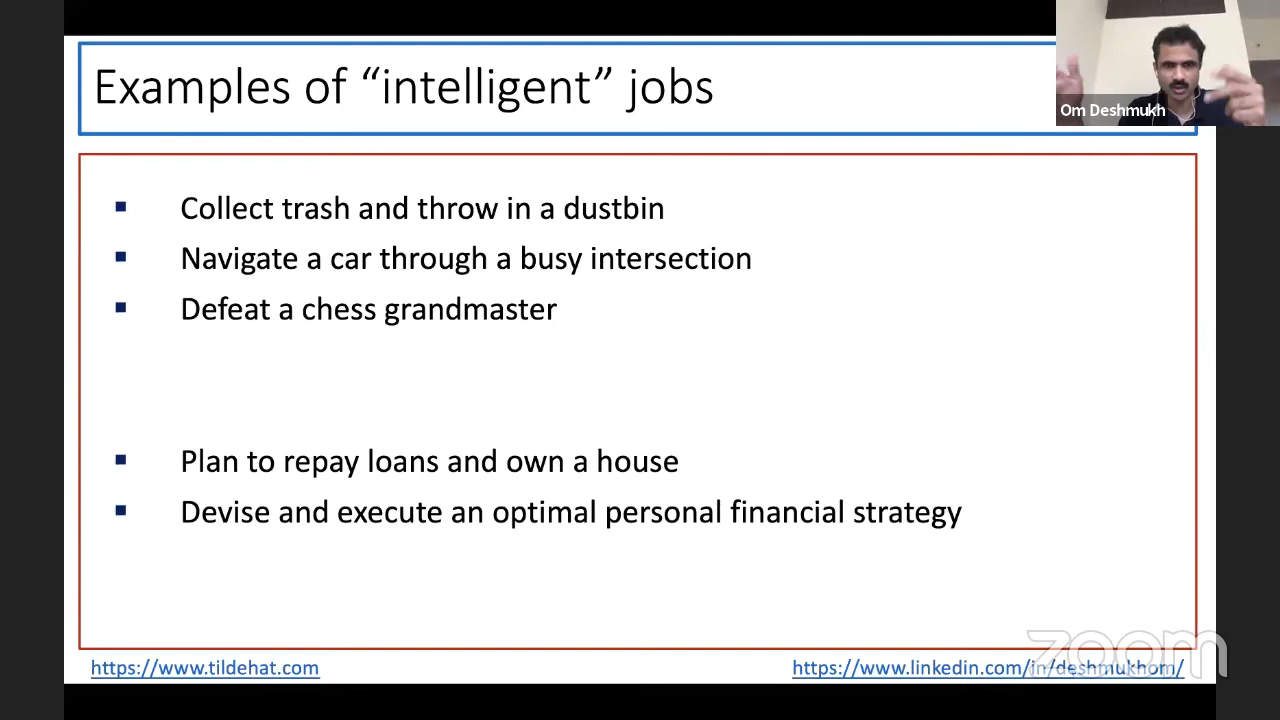 Examples of “intelligent” jobs
Om Deshmukh
▪ Collect trash and throw in a dustbin
▪ Navigate a car through a busy intersection
▪ Defeat a chess grandmaster
▪ Plan to repay loans and own a house
▪ Devise and execute an optimal personal financial strategy
zoom
https://www.tildehat.com
https://www.linkedin.com/in/deshmukhom/